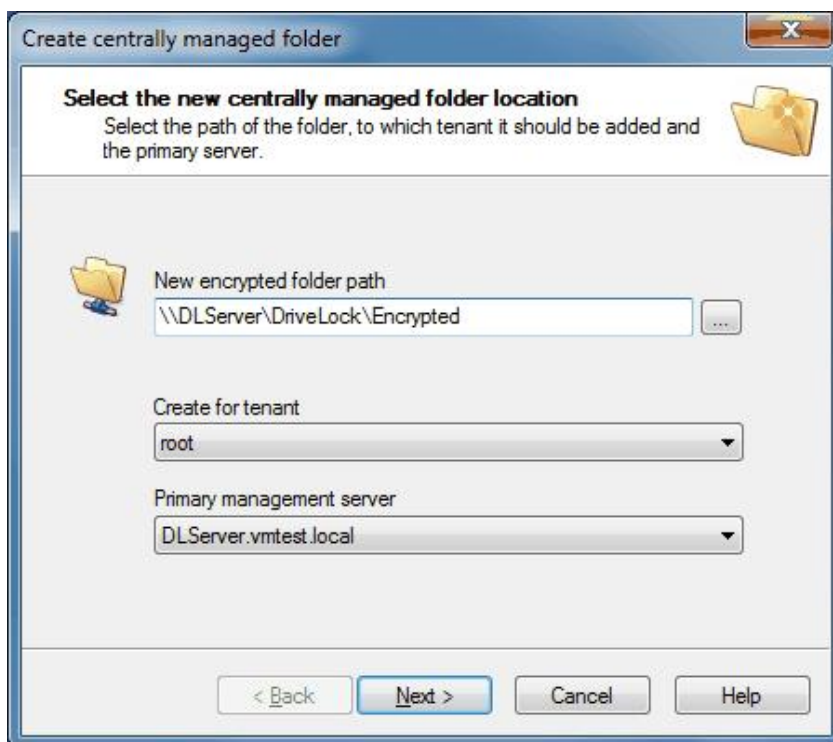 Create centrally managed folder
Select the new centrally managed folder location
Select the path of the folder, to which tenant it should be added and
the primary server.
New encrypted folder path
\\DLServer\DriveLock\Encrypted
...
Create for tenant
root
Primary management server
DLServer.vmtest.local
< Back
Next >
Cancel
Help